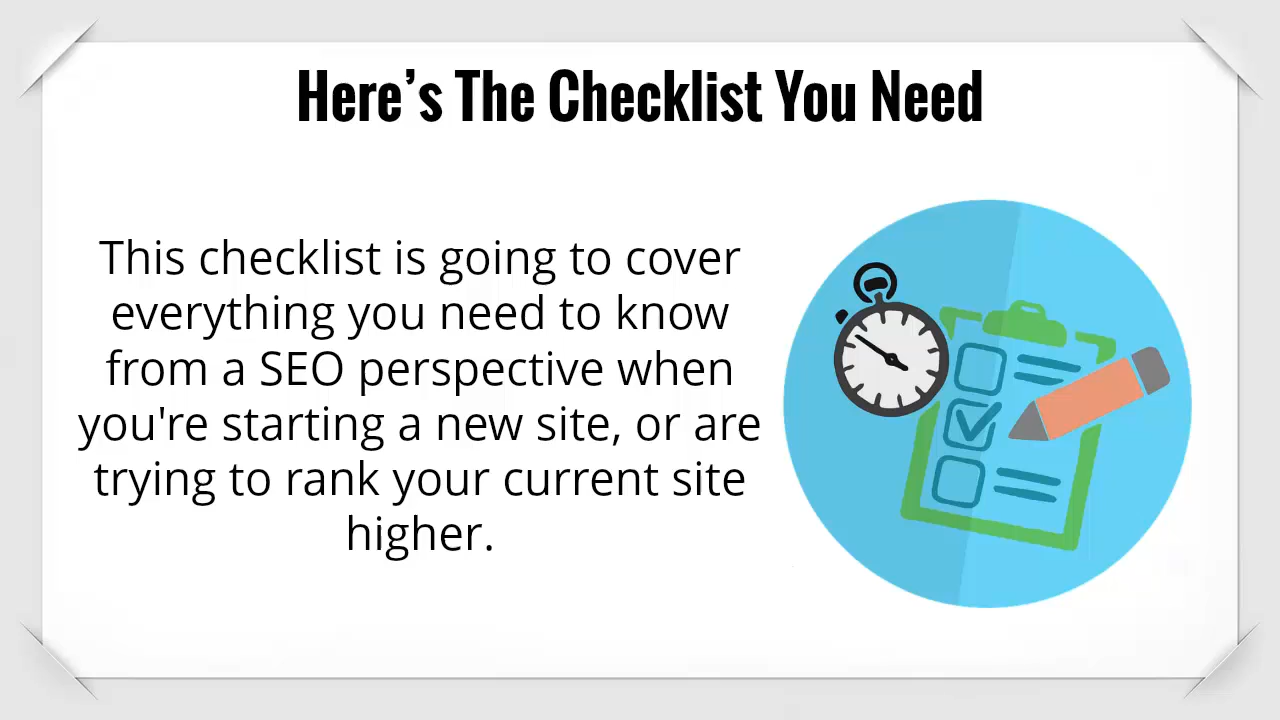 Here’s The Checklist You Need
This checklist is going to cover
everything you need to know
from a SEO perspective when
you're starting a new site, or are
trying to rank your current site
higher.